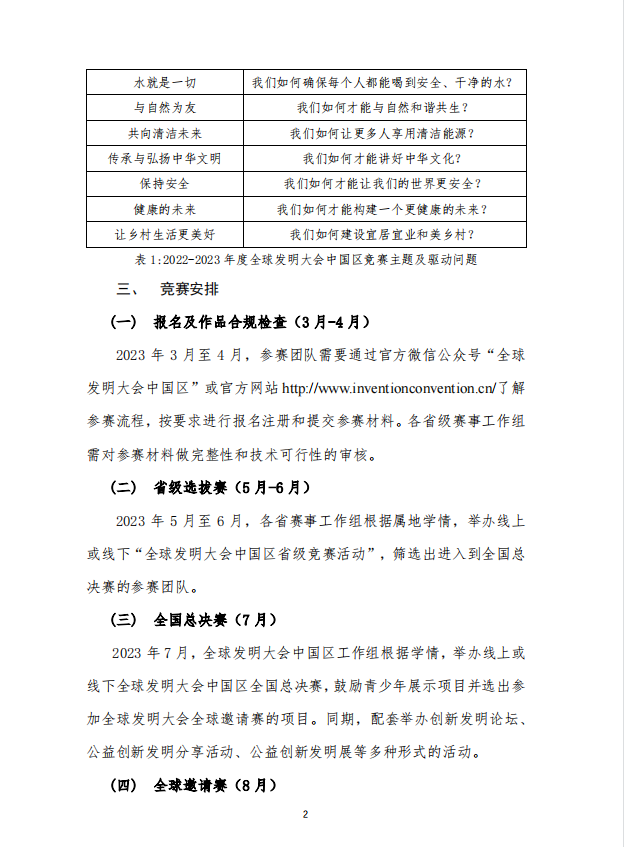 水就是一切 我们如何确保每个人都能喝到安全、干净的水？
与自然为友 我们如何才能与自然和谐共生？
共向清洁未来 我们如何让更多人享用清洁能源？
传承与弘扬中华文明 我们如何才能讲好中华文化？
保持安全 我们如何才能让我们的世界更安全？
健康的未来 我们如何才能构建一个更健康的未来？
让乡村生活更美好 我们如何建设宜居宜业和美乡村？
表 1:2022-2023 年度全球发明大会中国区竞赛主题及驱动问题
三、 竞赛安排
(一) 报名及作品合规检查（3 月-4 月）
2023 年 3 月至 4 月，参赛团队需要通过官方微信公众号“全球
发明大会中国区”或官方网站 http://www.inventionconvention.cn/了解
参赛流程，按要求进行报名注册和提交参赛材料。各省级赛事工作组
需对参赛材料做完整性和技术可行性的审核。
(二) 省级选拔赛（5 月-6 月）
2023 年 5 月至 6 月，各省赛事工作组根据属地学情，举办线上
或线下“全球发明大会中国区省级竞赛活动”，筛选出进入到全国总
决赛的参赛团队。
(三) 全国总决赛（7 月）
2023 年 7 月，全球发明大会中国区工作组根据学情，举办线上或
线下全球发明大会中国区全国总决赛，鼓励青少年展示项目并选出参
加全球发明大会全球邀请赛的项目。同期，配套举办创新发明论坛、
公益创新发明分享活动、公益创新发明展等多种形式的活动。
(四) 全球邀请赛（8 月）
2